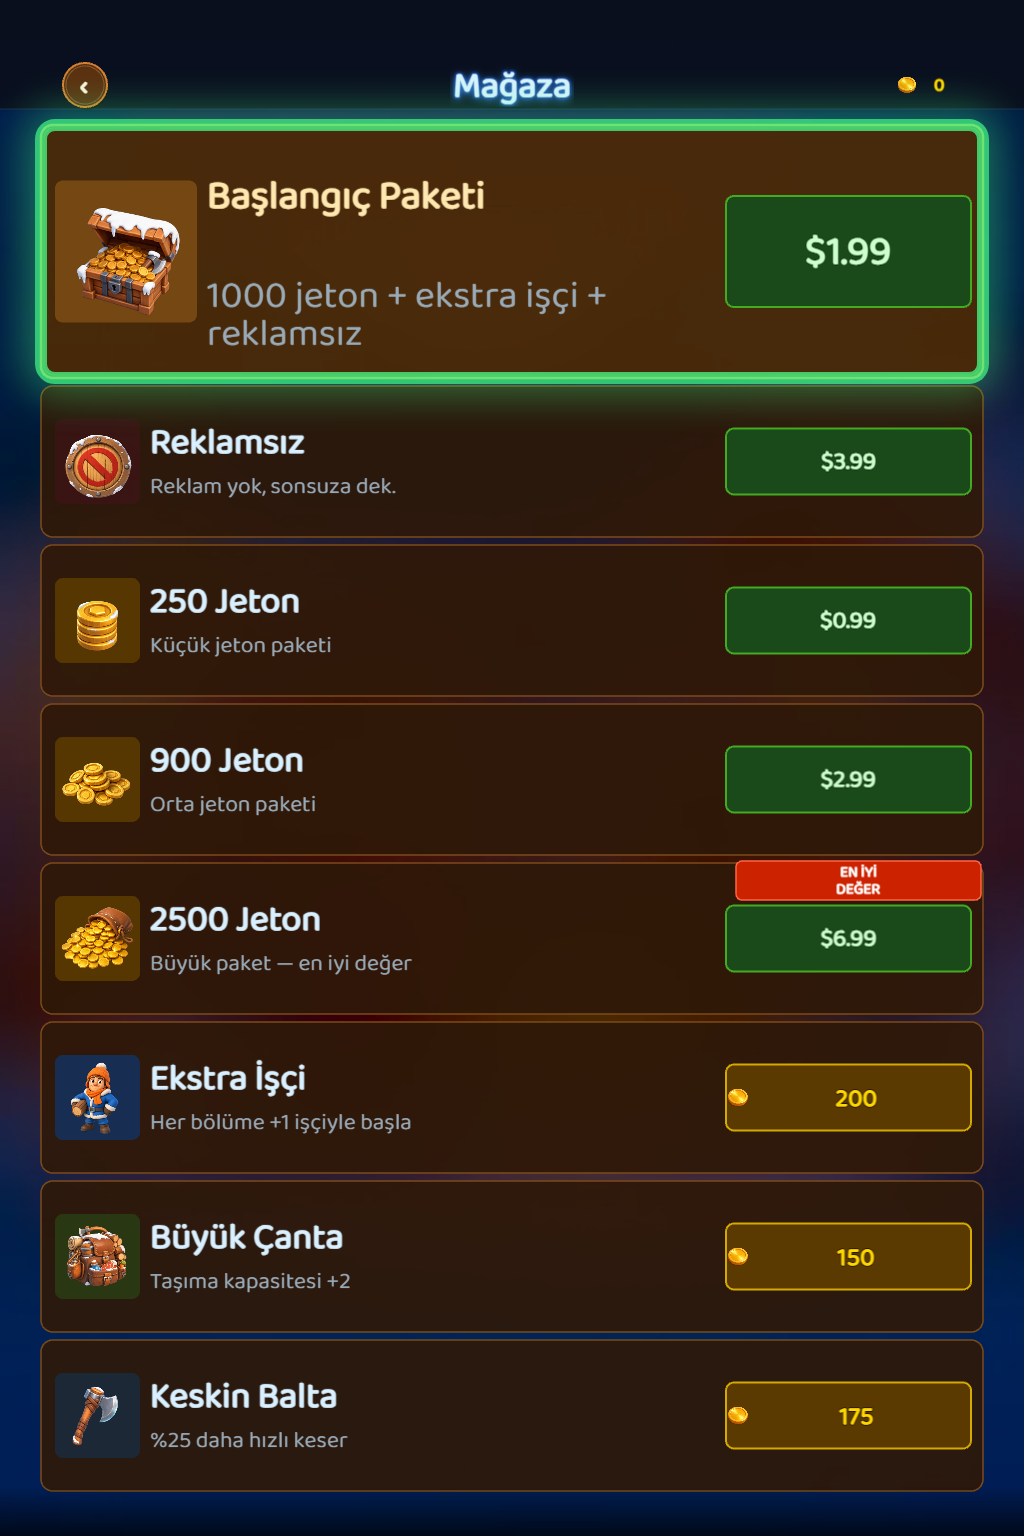 Mağaza
0
Başlangıç Paketi
$1.99
1000 jeton + ekstra işçi +
reklamsız
Reklamsız
$3.99
Reklam yok, sonsuza dek.
250 Jeton
$0.99
Küçük jeton paketi
900 Jeton
$2.99
Orta jeton paketi
EN İYİ
DEĞER
2500 Jeton
$6.99
Büyük paket — en iyi değer
Ekstra İşçi
200
Her bölüme +1 işçiyle başla
Büyük Çanta
150
Taşıma kapasitesi +2
Keskin Balta
175
%25 daha hızlı keser